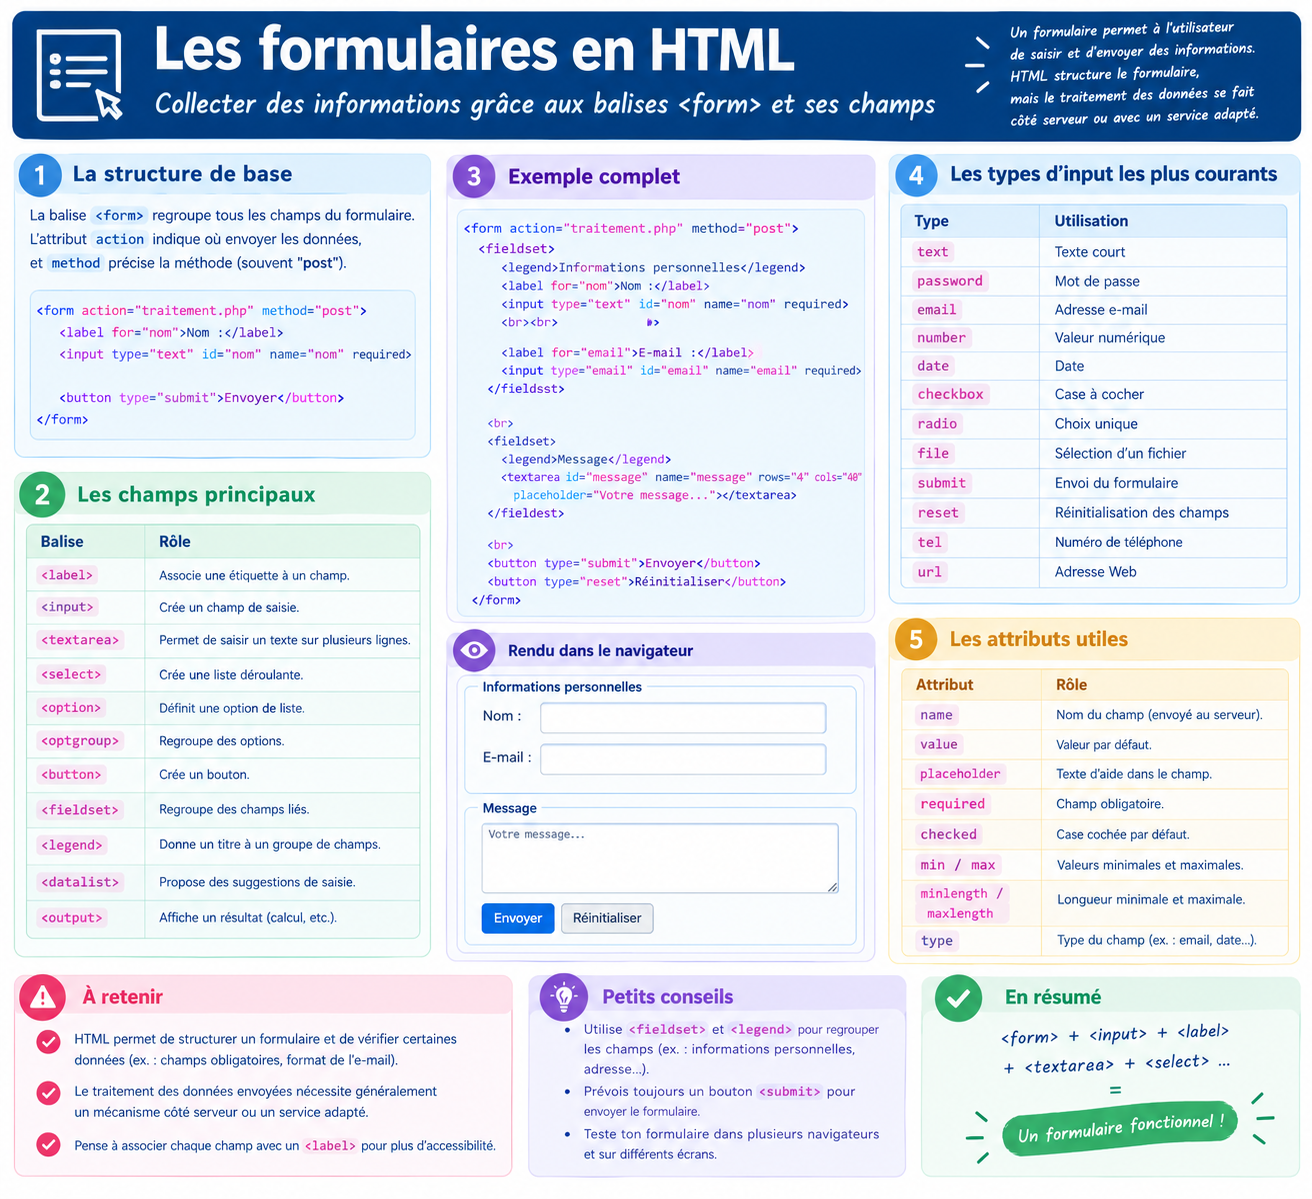 Les formulaires en HTML
Collecter des informations grâce aux balises <form> et ses champs
Un formulaire permet à l'utilisateur
de saisir et d'envoyer des informations.
HTML structure le formulaire,
mais le traitement des données se fait
côté serveur ou avec un service adapté.
1 La structure de base
La balise <form> regroupe tous les champs du formulaire.
L'attribut action indique où envoyer les données,
et method précise la méthode (souvent "post").
<form action="traitement.php" method="post">
<label for="nom">Nom :</label>
<input type="text" id="nom" name="nom" required>
<button type="submit">Envoyer</button>
</form>
2 Les champs principaux
Balise Rôle
<label> Associe une étiquette à un champ.
<input> Crée un champ de saisie.
<textarea> Permet de saisir un texte sur plusieurs lignes.
<select> Crée une liste déroulante.
<option> Définit une option de liste.
<optgroup> Regroupe des options.
<button> Crée un bouton.
<fieldset> Regroupe des champs liés.
<legend> Donne un titre à un groupe de champs.
<datalist> Propose des suggestions de saisie.
<output> Affiche un résultat (calcul, etc.).
3 Exemple complet
<form action="traitement.php" method="post">
<fieldset>
<legend>Informations personnelles</legend>
<label for="nom">Nom :</label>
<input type="text" id="nom" name="nom" required>
<br><br>
<label for="email">E-mail :</label>
<input type="email" id="email" name="email" required>
</fieldsst>
<br>
<fieldset>
<legend>Message</legend>
<textarea id="message" name="message" rows="4" cols="40"
placeholder="Votre message..."></textarea>
</fieldest>
<br>
<button type="submit">Envoyer</button>
<button type="reset">Réinitialiser</button>
</form>
Rendu dans le navigateur
Informations personnelles
Nom :
E-mail :
Message
Votre message...
Envoyer Réinitialiser
4 Les types d'input les plus courants
Type Utilisation
text Texte court
password Mot de passe
email Adresse e-mail
number Valeur numérique
date Date
checkbox Case à cocher
radio Choix unique
file Sélection d'un fichier
submit Envoi du formulaire
reset Réinitialisation des champs
tel Numéro de téléphone
url Adresse Web
5 Les attributs utiles
Attribut Rôle
name Nom du champ (envoyé au serveur).
value Valeur par défaut.
placeholder Texte d'aide dans le champ.
required Champ obligatoire.
checked Case cochée par défaut.
min / max Valeurs minimales et maximales.
minlength /
maxlength Longueur minimale et maximale.
type Type du champ (ex. : email, date...).
À retenir
HTML permet de structurer un formulaire et de vérifier certaines
données (ex. : champs obligatoires, format de l'e-mail).
Le traitement des données envoyées nécessite généralement
un mécanisme côté serveur ou un service adapté.
Pense à associer chaque champ avec un <label> pour plus d'accessibilité.
Petits conseils
• Utilise <fieldset> et <legend> pour regrouper
les champs (ex. : informations personnelles,
adresse...).
• Prévois toujours un bouton <submit> pour
envoyer le formulaire.
• Teste ton formulaire dans plusieurs navigateurs
et sur différents écrans.
En résumé
<form> + <input> + <label>
+ <textarea> + <select> ...
=
Un formulaire fonctionnel !